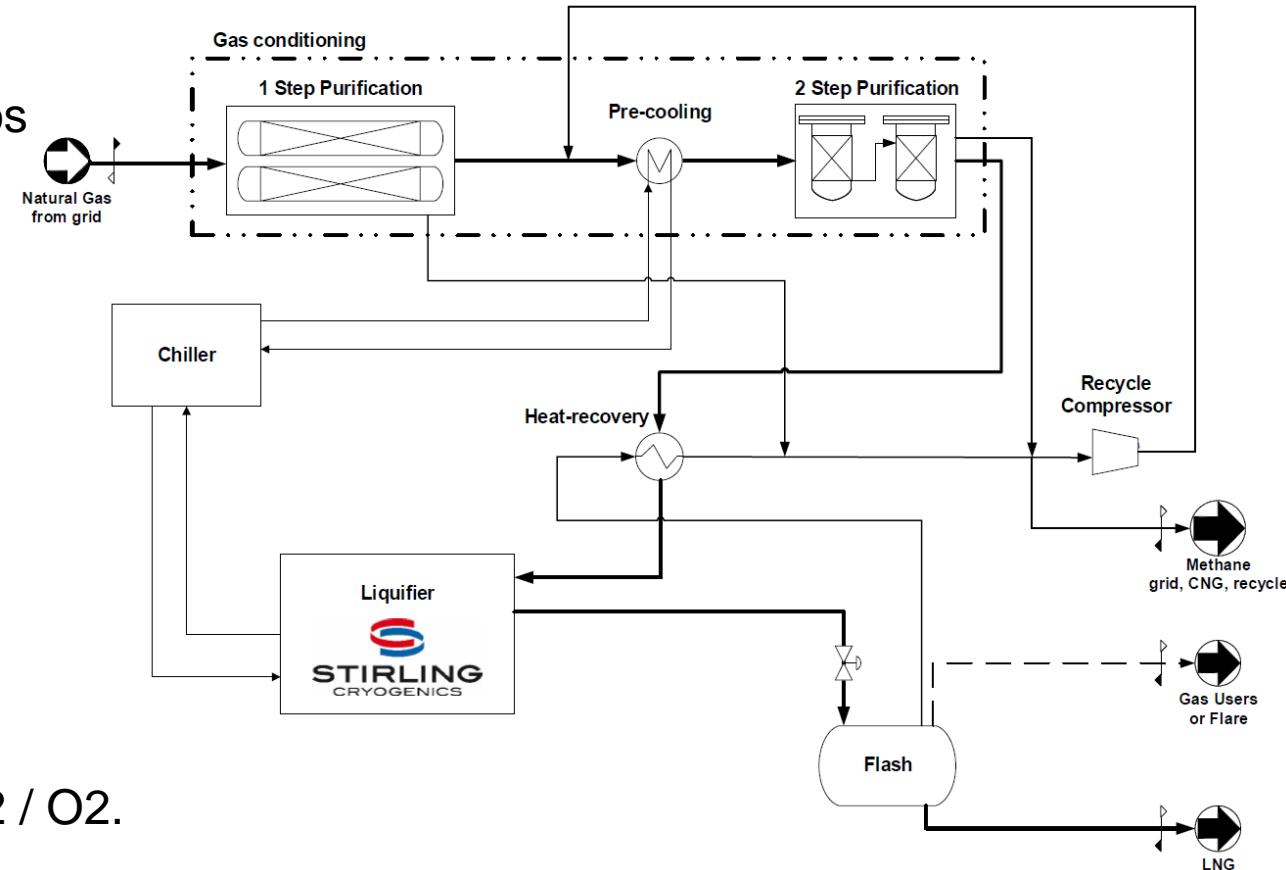 Gas conditioning
1 Step Purification
2 Step Purification
Pre-cooling
os
Natural Gas
from grid
Chiller
Recycle
Compressor
Heat-recovery
Methane
grid, CNG, recycle
Liquifier
STIRLING
CRYOGENICS
Gas Users
or Flare
Flash
2 / O2.
LNG